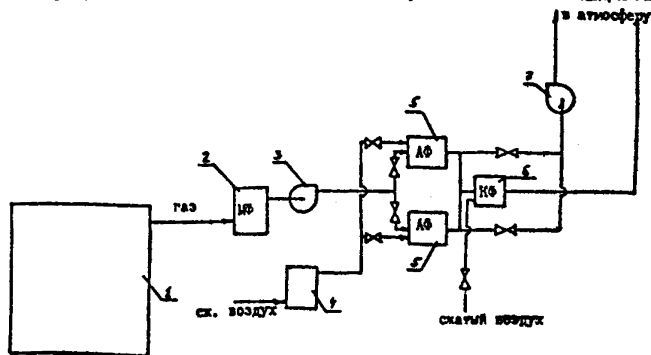 в атмосферу
7
5
АФ
2
3
МФ
6
КФ
газ
АФ
5
1
4
сж. воздух
сжатый воздух